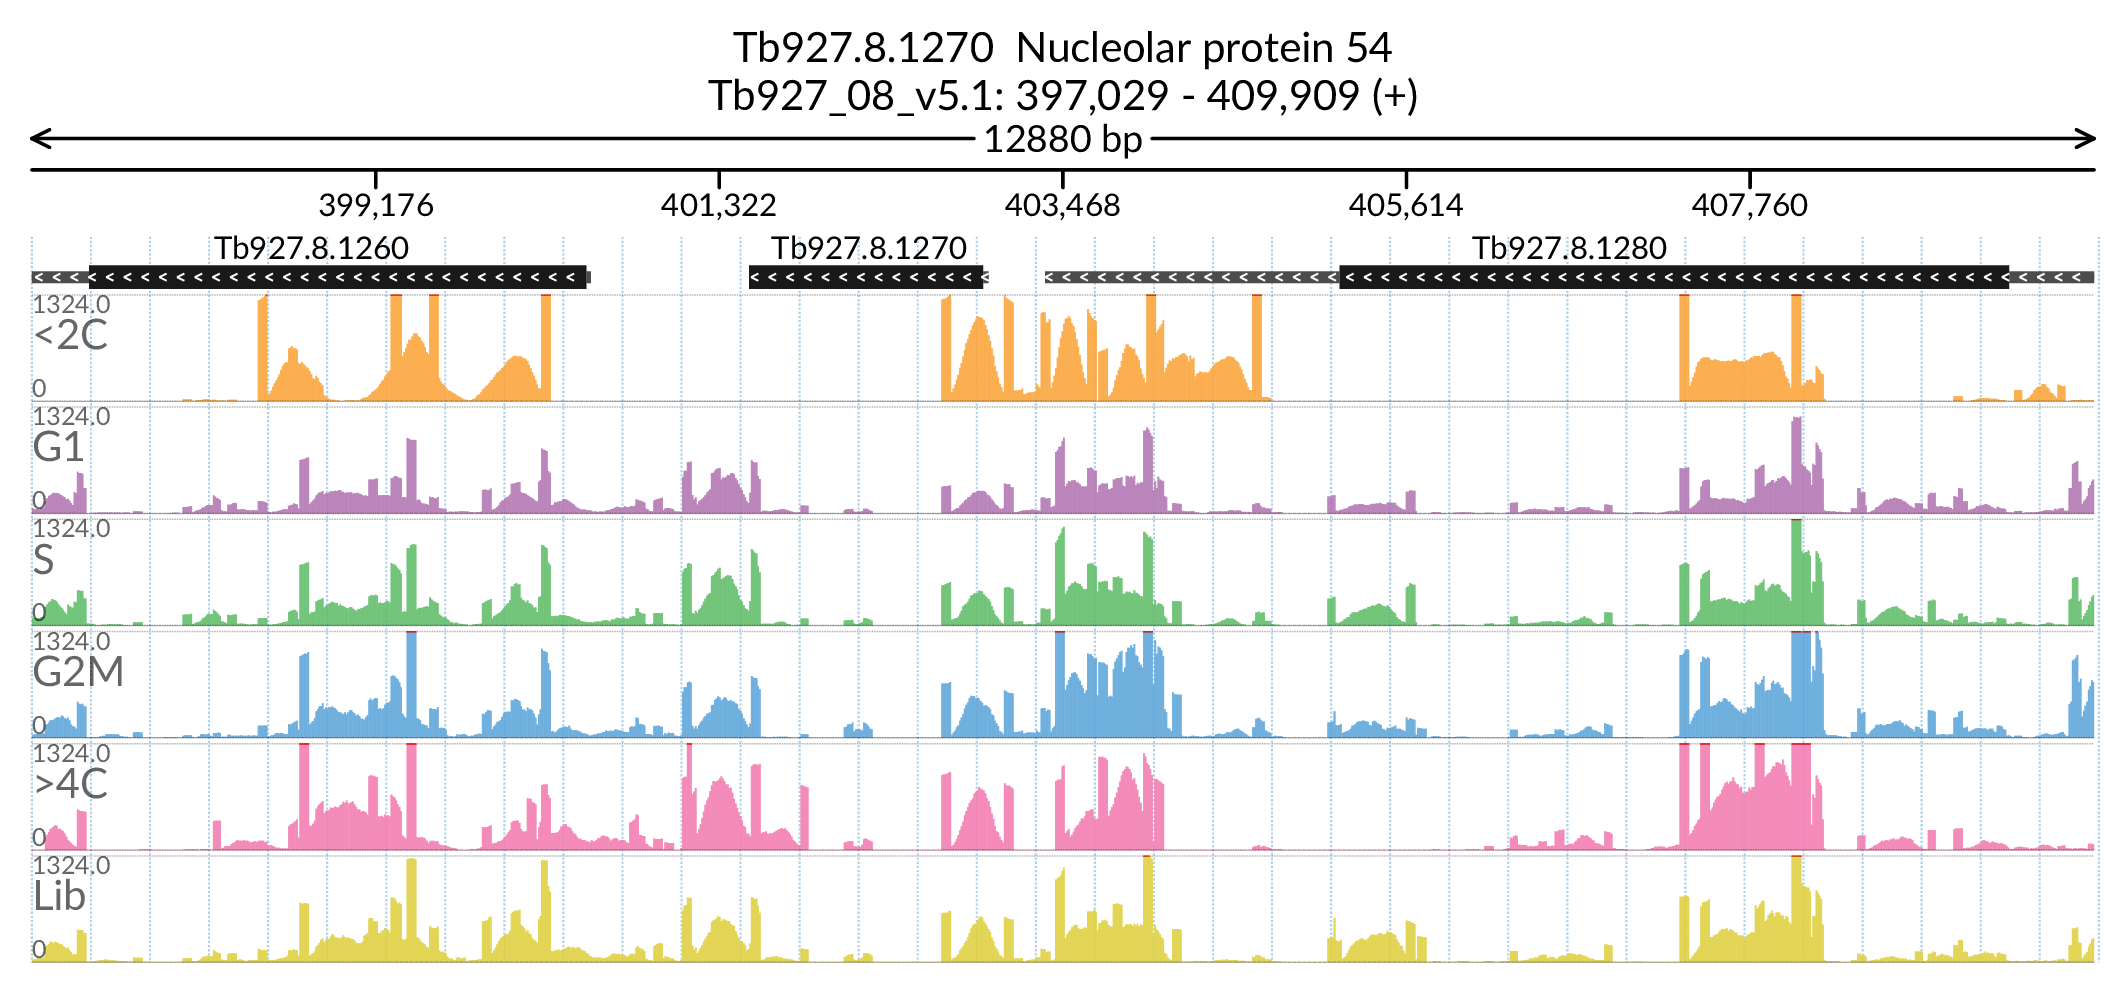 Tb927.8.1270  Nucleolar protein 54
Tb927_08_v5.1: 397,029 - 409,909 (+)
12880 bp
399,176 401,322 403,468 405,614 407,760
Tb927.8.1260 Tb927.8.1270 Tb927.8.1280
1324.0
<2C
0
1324.0
G1
0
1324.0
S
0
1324.0
G2M
0
1324.0
>4C
0
1324.0
Lib
0